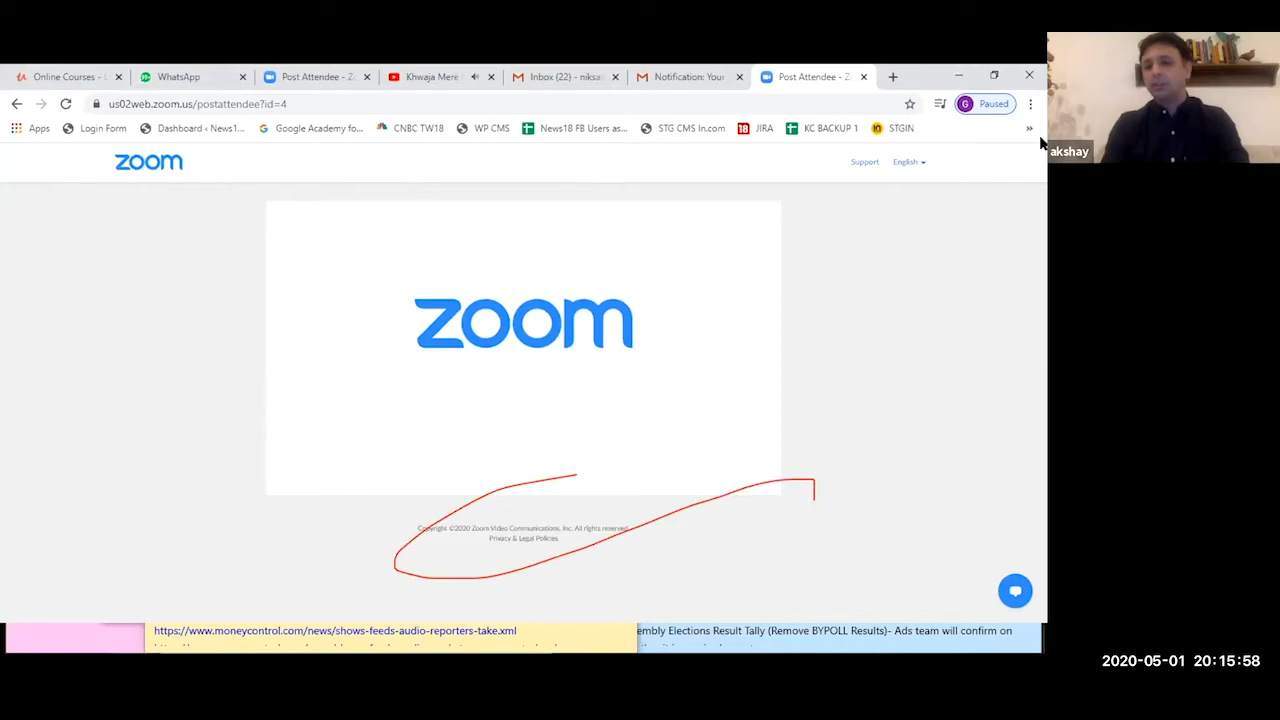 Online Courses -
WhatsApp
Post Attendee - Z
Khwaja Mere
Inbox (22) - niksa
Notification: Your
Post Attendee - Z
us02web.zoom.us/postattendee?id=4
G Paused
Apps
Login Form
Dashboard ‹ News1...
Google Academy fo...
CNBC TW18
WP CMS
News18 FB Users as...
STG CMS In.com
18 JIRA
KC BACKUP 1
STGIN
»
akshay
zoom
Support
English
zoom
Copyright ©2020 Zoom Video Communications, Inc. All rights reserved.
Privacy & Legal Policies
https://www.moneycontrol.com/news/shows-feeds-audio-reporters-take.xml
embly Elections Result Tally (Remove BYPOLL Results)- Ads team will confirm on
2020-05-01 20:15:58